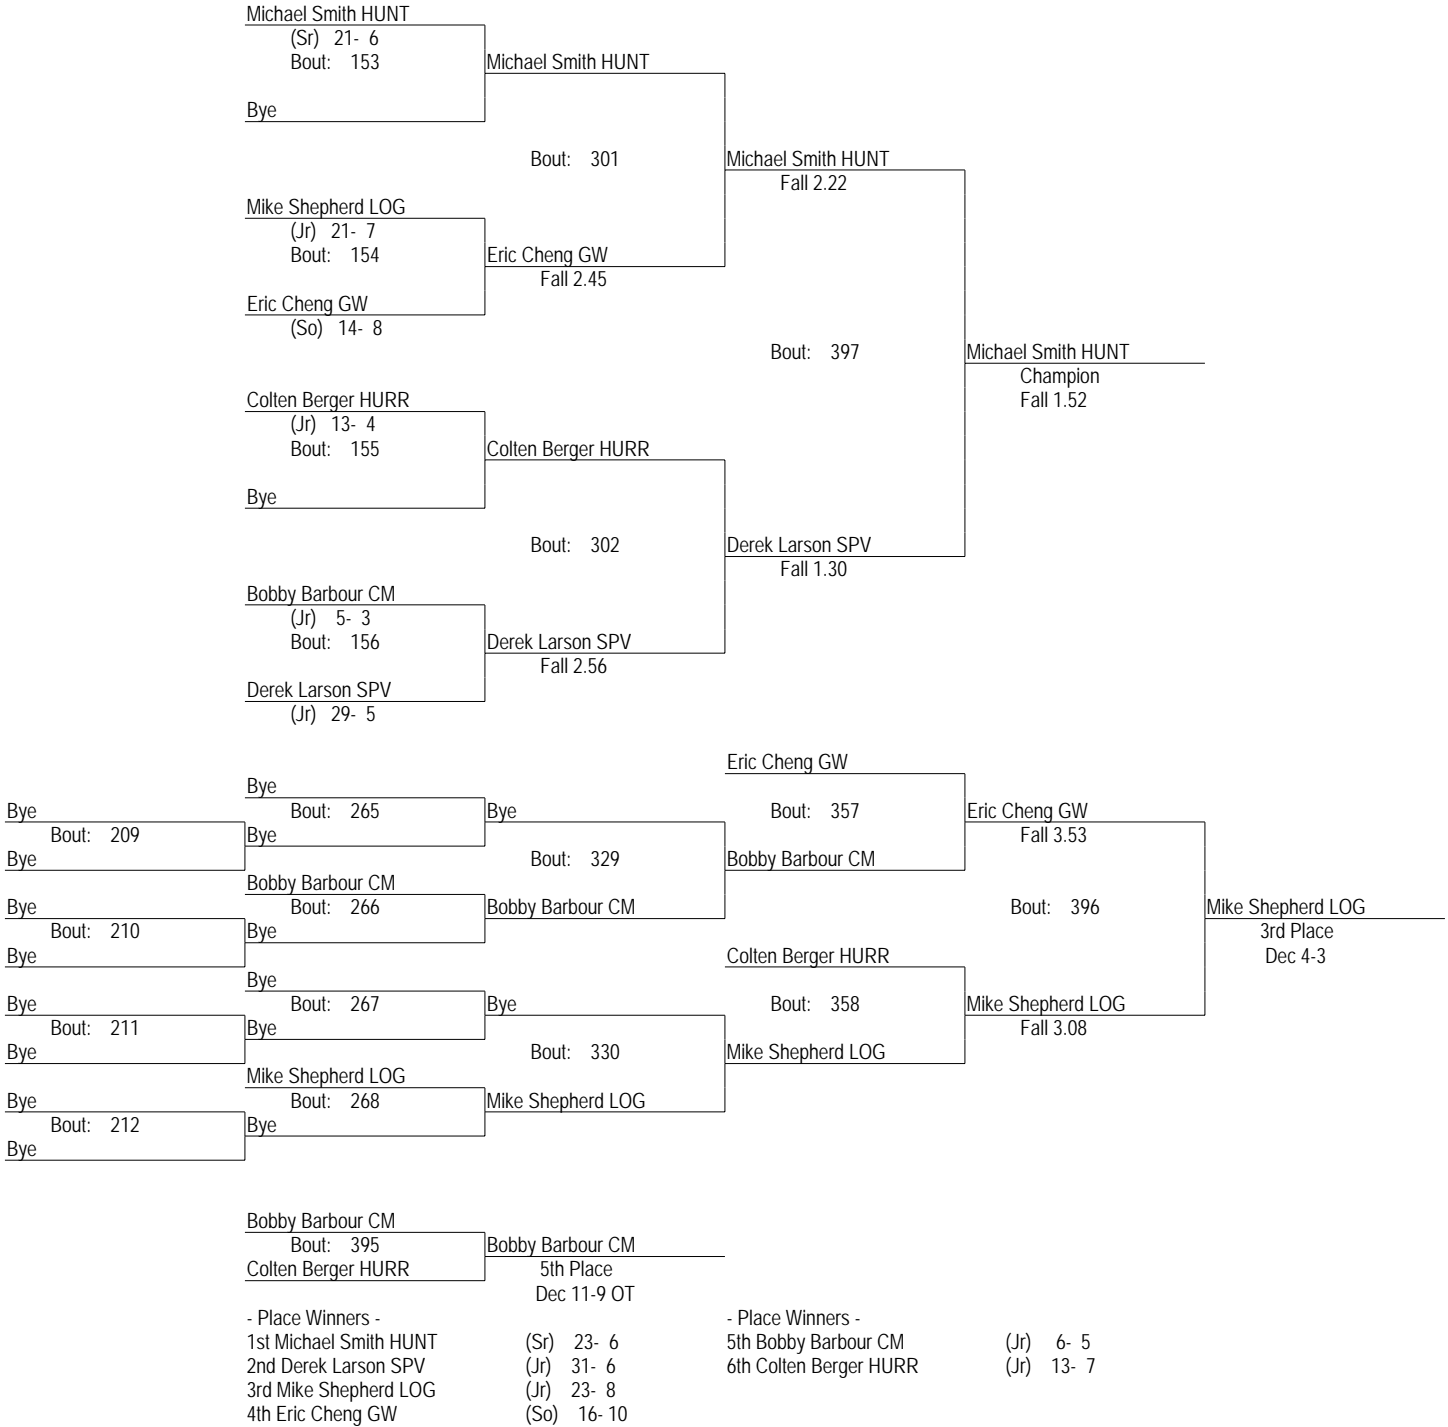 Michael Smith HUNT
(Sr) 21- 6
Bout: 153
Michael Smith HUNT
Bye
Bout: 301
Michael Smith HUNT
Fall 2.22
Mike Shepherd LOG
(Jr) 21- 7
Bout: 154
Eric Cheng GW
Fall 2.45
Eric Cheng GW
(So) 14- 8
Bout: 397
Michael Smith HUNT
Champion
Fall 1.52
Colten Berger HURR
(Jr) 13- 4
Bout: 155
Colten Berger HURR
Bye
Bout: 302
Derek Larson SPV
Fall 1.30
Bobby Barbour CM
(Jr) 5- 3
Bout: 156
Derek Larson SPV
Fall 2.56
Derek Larson SPV
(Jr) 29- 5
Bye
Bout: 209
Bye
Bye
Bout: 210
Bye
Bye
Bout: 211
Bye
Bye
Bout: 212
Bye
Bye
Bout: 265
Bye
Bobby Barbour CM
Bout: 266
Bye
Bye
Bout: 267
Bye
Mike Shepherd LOG
Bout: 268
Bye
Bye
Bout: 329
Bobby Barbour CM
Bye
Bout: 330
Mike Shepherd LOG
Eric Cheng GW
Bout: 357
Bobby Barbour CM
Colten Berger HURR
Bout: 358
Mike Shepherd LOG
Eric Cheng GW
Fall 3.53
Bout: 396
Mike Shepherd LOG
Fall 3.08
Mike Shepherd LOG
3rd Place
Dec 4-3
Bobby Barbour CM
Bout: 395
Colten Berger HURR
Bobby Barbour CM
5th Place
Dec 11-9 OT
- Place Winners -
1st Michael Smith HUNT (Sr) 23- 6
2nd Derek Larson SPV (Jr) 31- 6
3rd Mike Shepherd LOG (Jr) 23- 8
4th Eric Cheng GW (So) 16- 10
- Place Winners -
5th Bobby Barbour CM (Jr) 6- 5
6th Colten Berger HURR (Jr) 13- 7